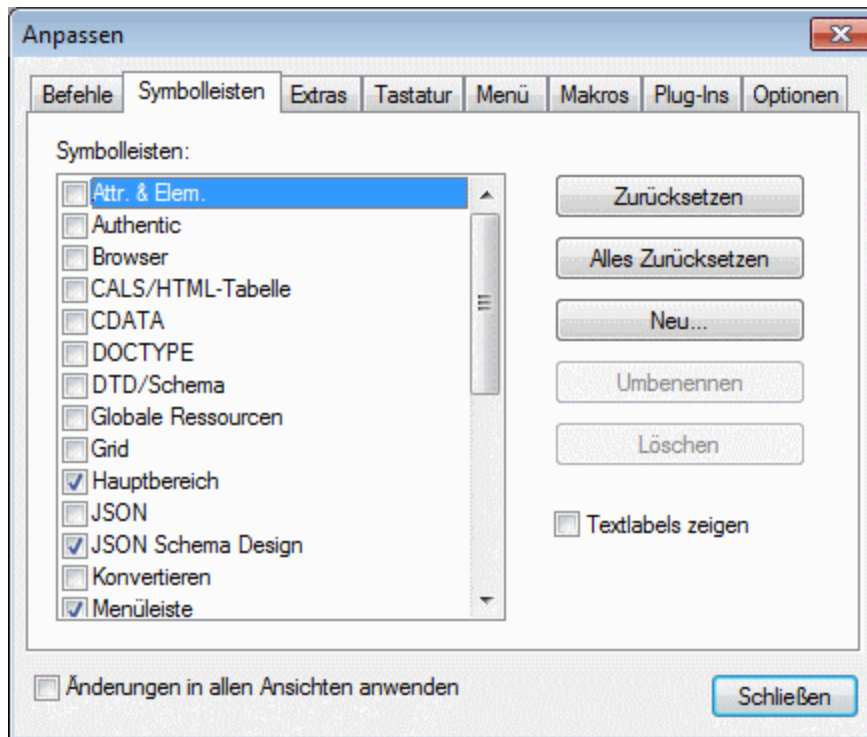 Anpassen
Befehle Symbolleisten Extras Tastatur Menü Makros Plug-Ins Optionen
Symbolleisten:
Attr. & Elem.
Authentic
Browser
CALS/HTML-Tabelle
CDATA
DOCTYPE
DTD/Schema
Globale Ressourcen
Grid
Hauptbereich
JSON
JSON Schema Design
Konvertieren
Menüleiste
Zurücksetzen
Alles Zurücksetzen
Neu...
Umbenennen
Löschen
Textlabels zeigen
Änderungen in allen Ansichten anwenden
Schließen